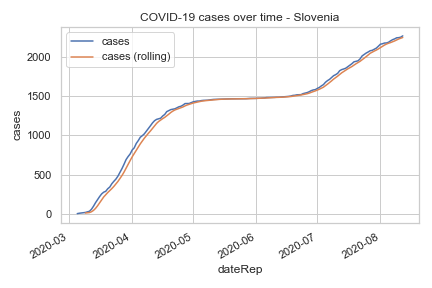 COVID-19 cases over time - Slovenia
cases
cases (rolling)
2000
1500
1000
500
0
cases
2020-03
2020-04
2020-05
2020-06
2020-07
2020-08
dateRep